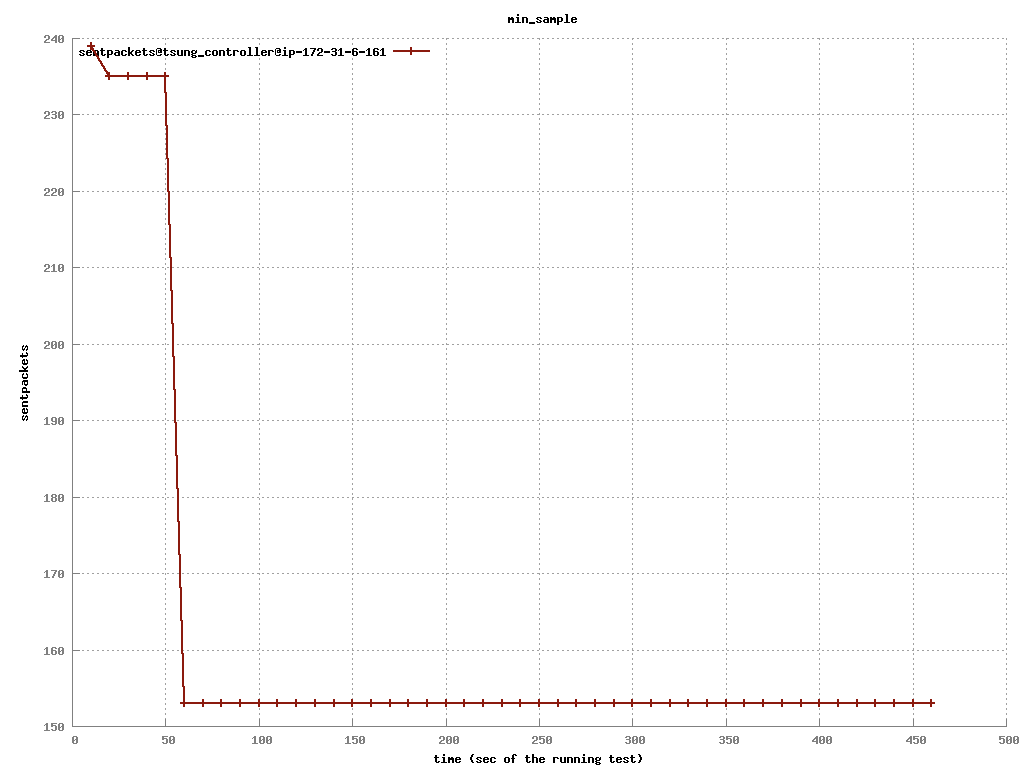 min_sample
sentpackets@tsung_controller@ip-172-31-6-161
240
230
220
210
200
190
180
170
160
150
sentpackets
0 50 100 150 200 250 300 350 400 450 500
time (sec of the running test)